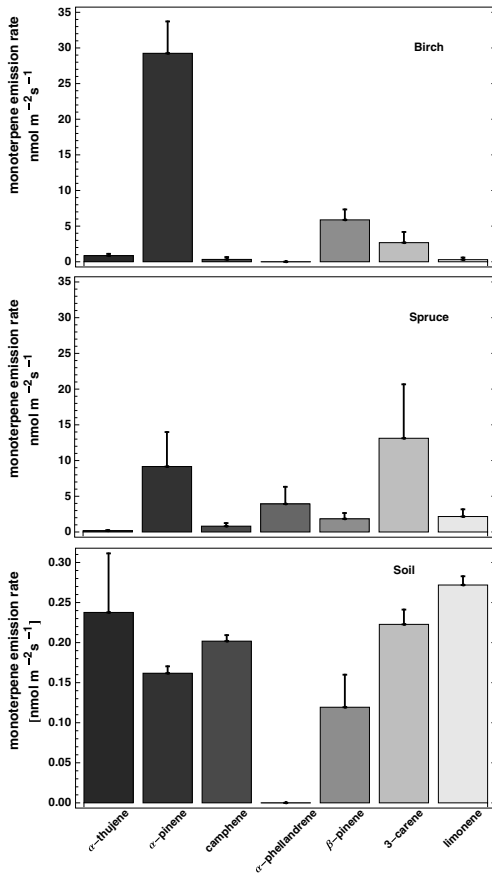 monoterpene emission rate
nmol m −2s−1
35
30
25
20
15
10
5
0
Birch
monoterpene emission rate
nmol m −2s−1
35
30
25
20
15
10
5
0
Spruce
monoterpene emission rate
[nmol m −2s−1]
0.30
0.25
0.20
0.15
0.10
0.05
0.00
Soil
α−thujene
α−pinene
camphene
α−phellandrene
β−pinene
3−carene
limonene